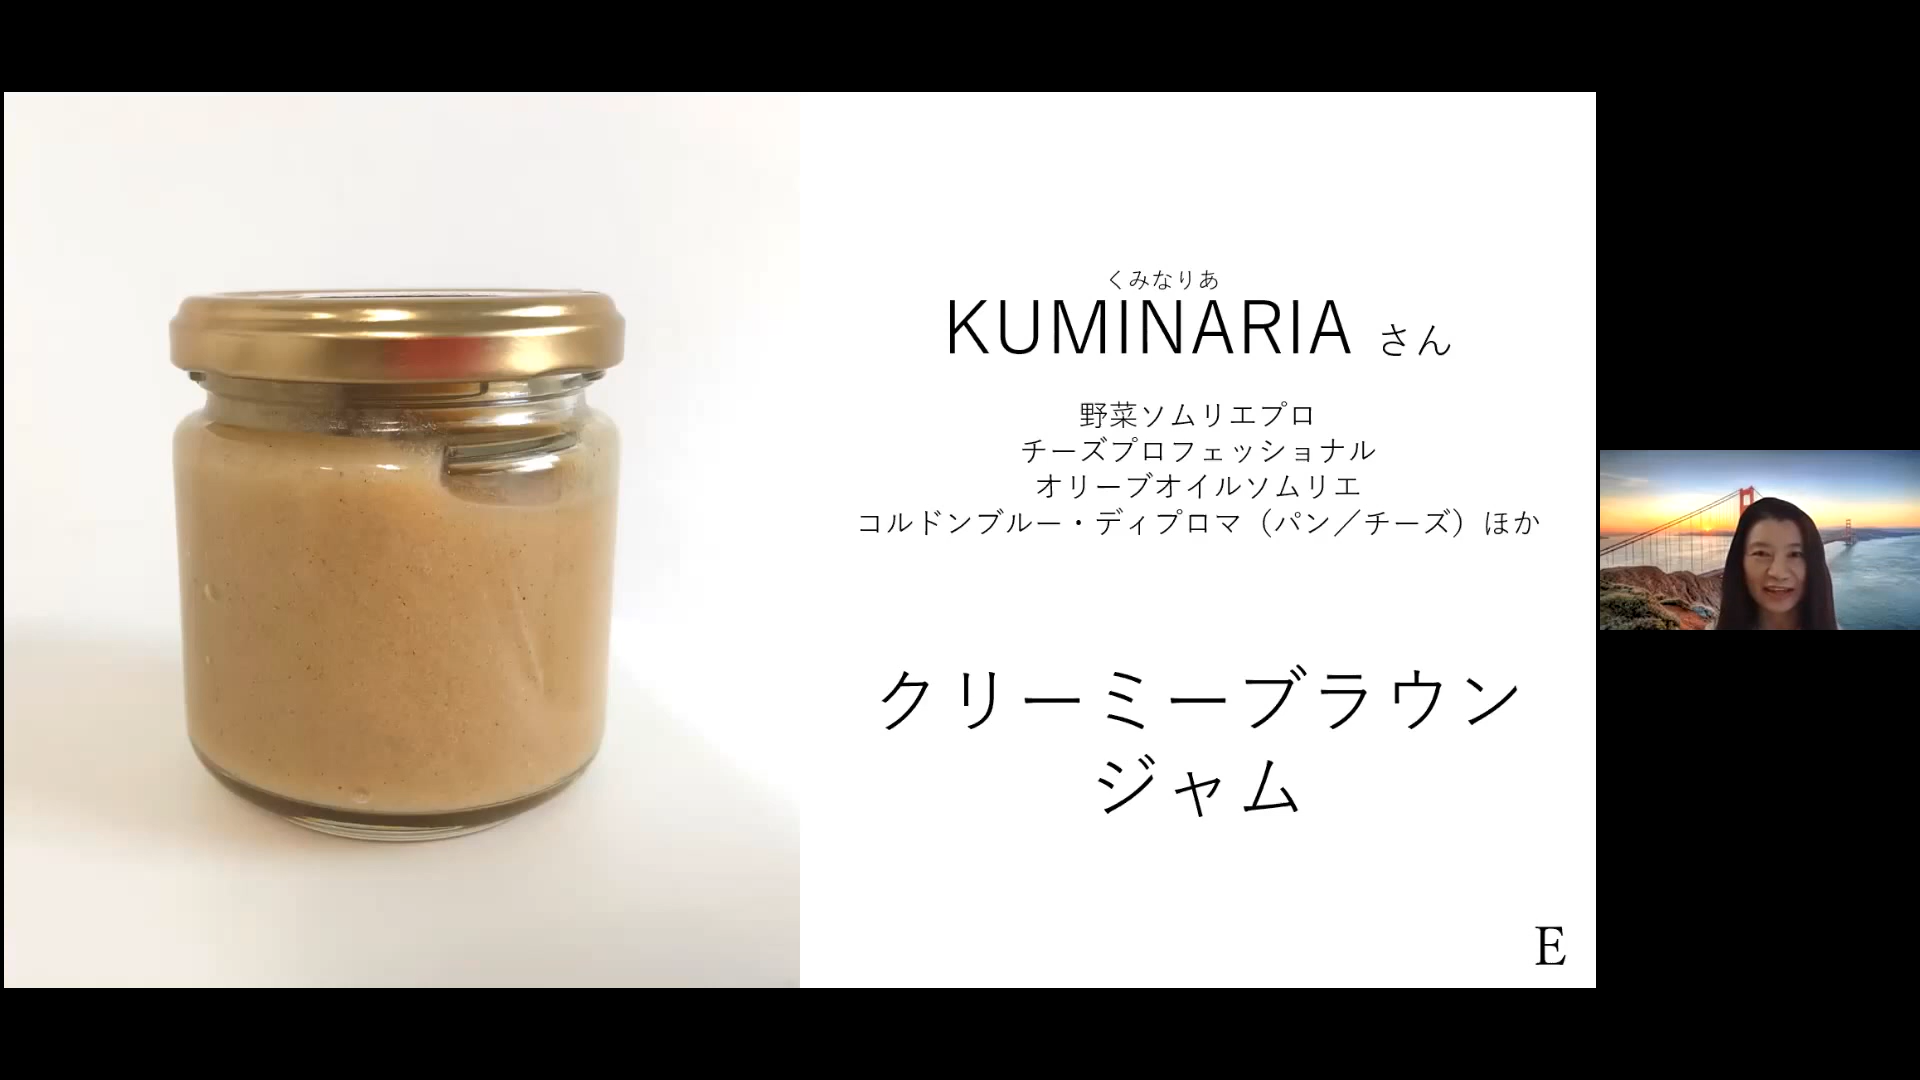 くみなりあ
KUMINARIA さん
野菜ソムリエプロ
チーズプロフェッショナル
オリーブオイルソムリエ
コルドンブルー・ディプロマ（パン／チーズ）ほか
クリーミーブラウン
ジャム
E